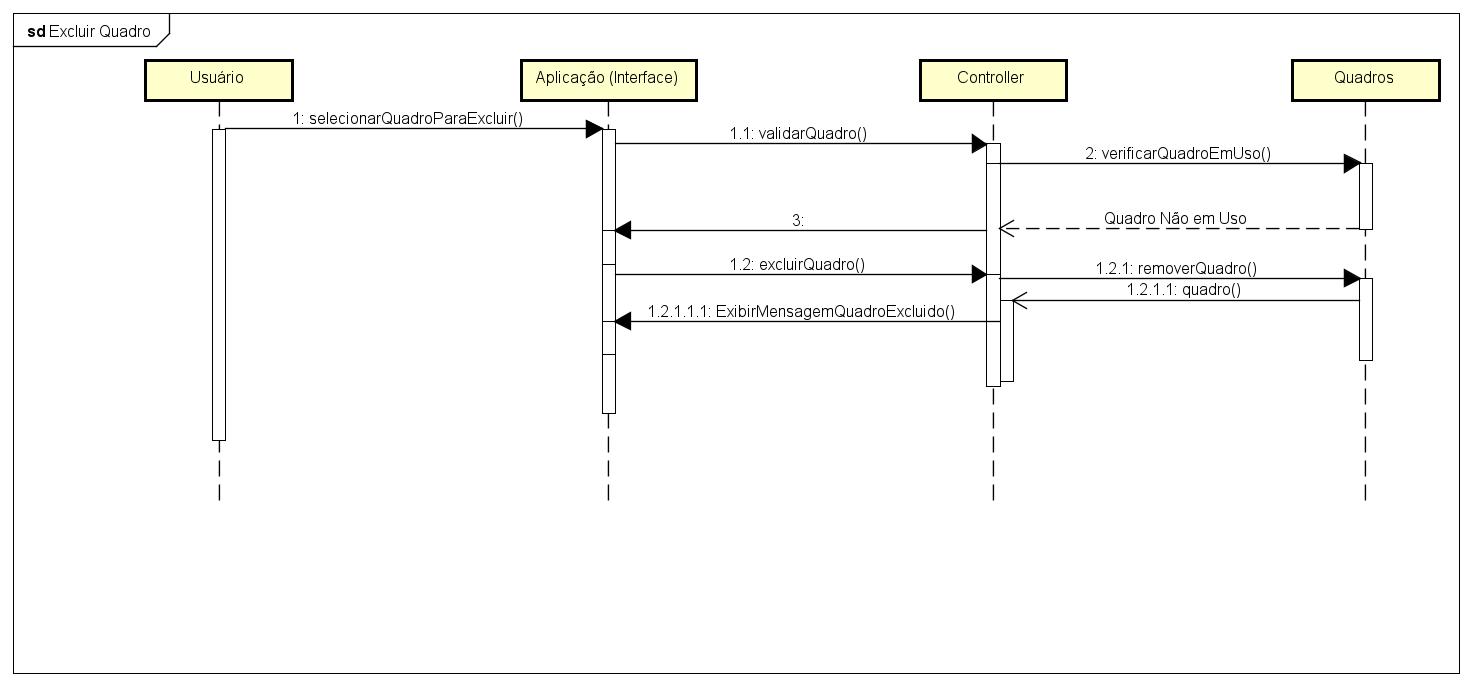 sd Excluir Quadro
Usuário
Aplicação (Interface)
Controller
Quadros
1: selecionarQuadroParaExcluir()
1.1: validarQuadro()
2: verificarQuadroEmUso()
Quadro Não em Uso
3:
1.2: excluirQuadro()
1.2.1: removerQuadro()
1.2.1.1: quadro()
1.2.1.1.1: ExibirMensagemQuadroExcluido()